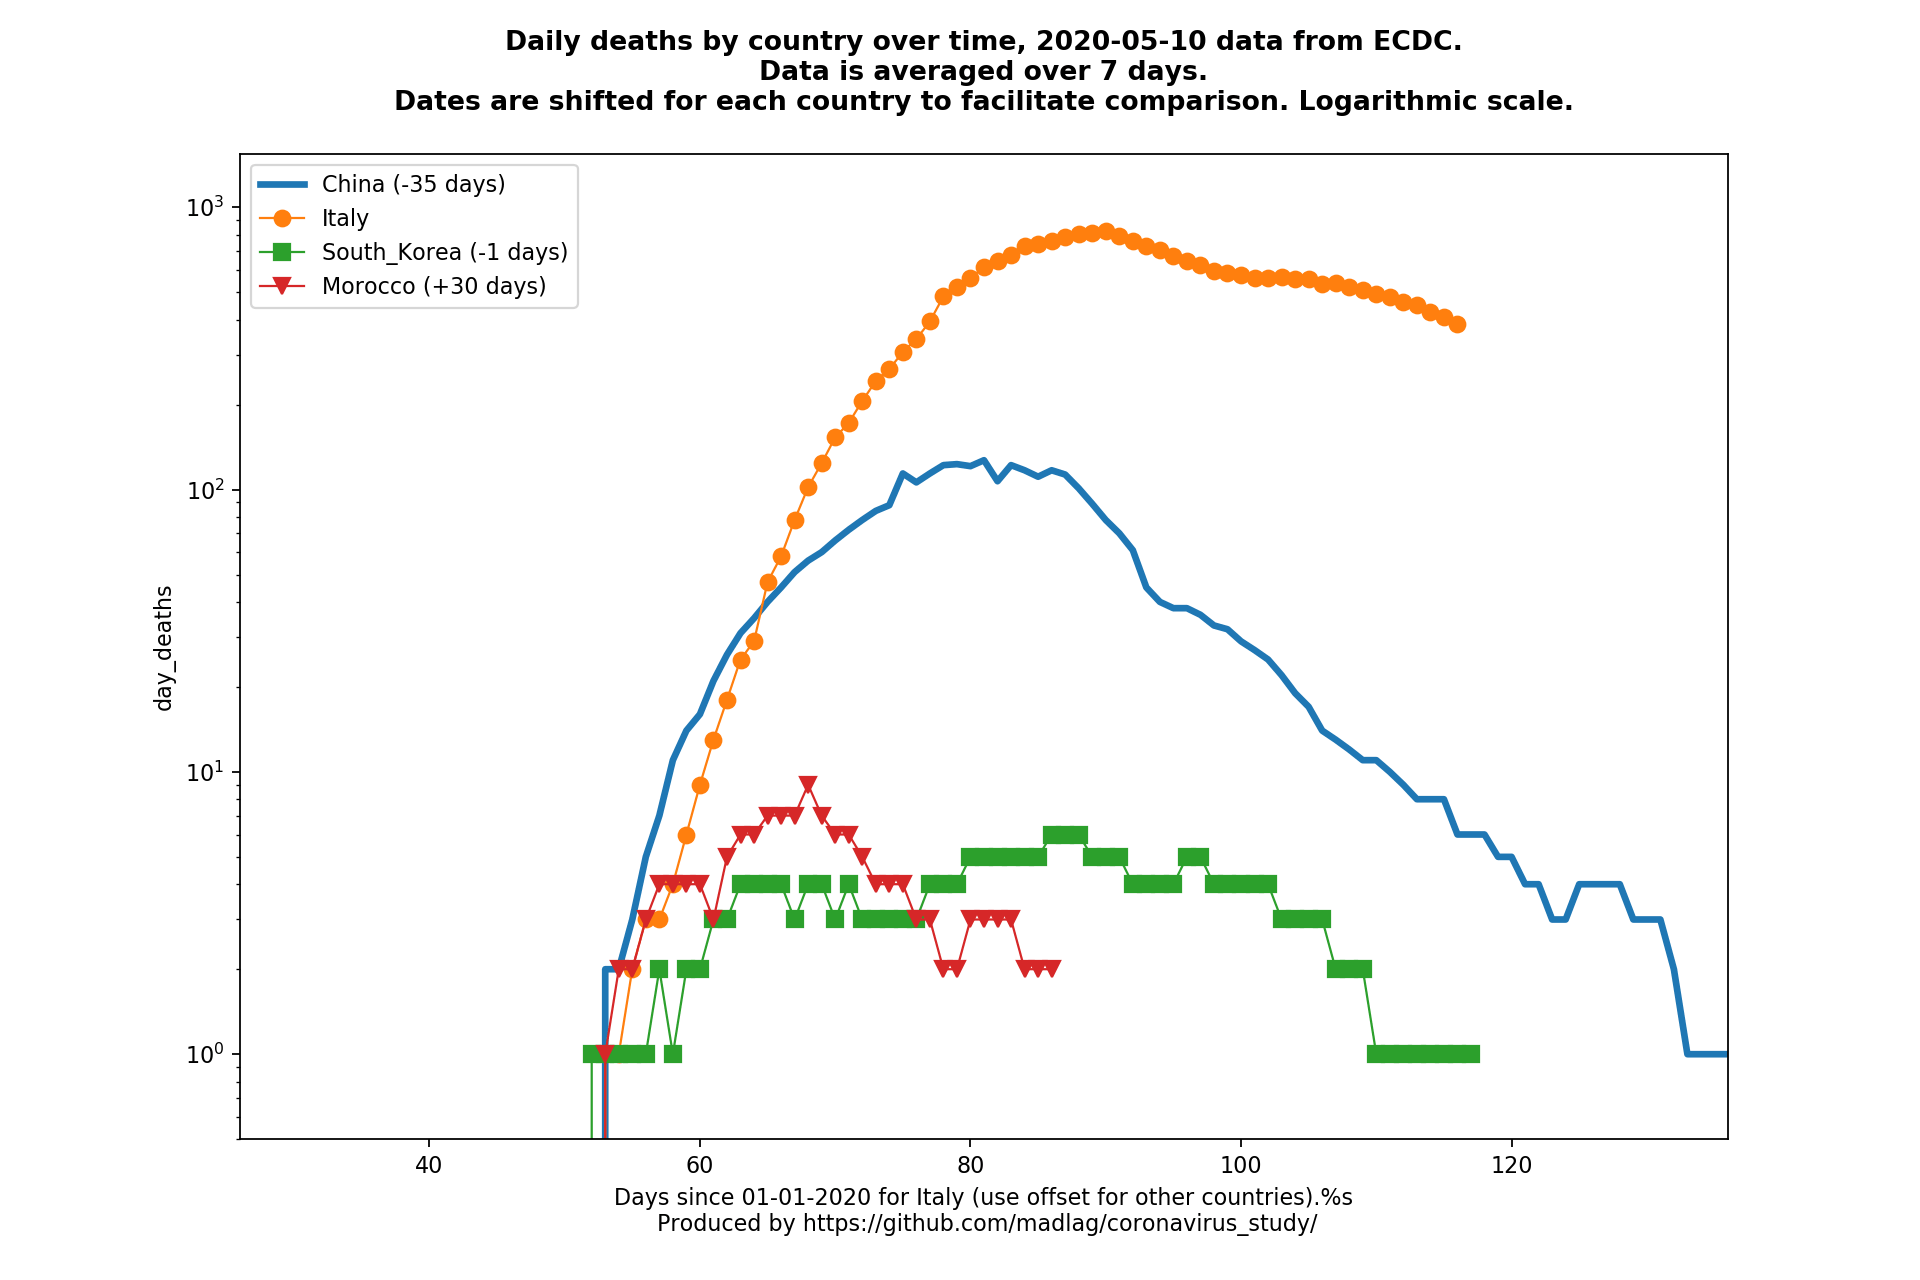 Daily deaths by country over time, 2020-05-10 data from ECDC.
Data is averaged over 7 days.
Dates are shifted for each country to facilitate comparison. Logarithmic scale.
China (-35 days)
Italy
South_Korea (-1 days)
Morocco (+30 days)
10³
10²
10¹
10⁰
day_deaths
40 60 80 100 120
Days since 01-01-2020 for Italy (use offset for other countries).%s
Produced by https://github.com/madlag/coronavirus_study/